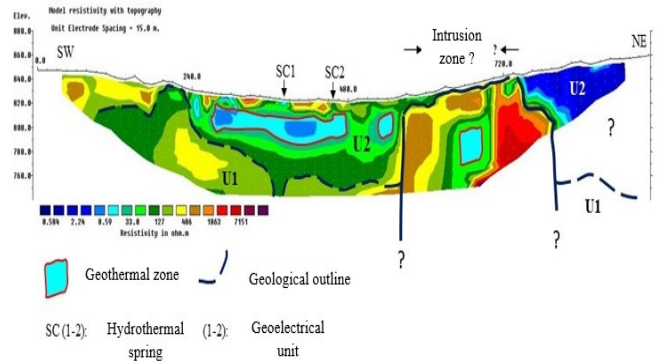 Model resistivity with topography
Elev.
Unit Electrode Spacing = 15.0 m.
880.0
SW
Intrusion
zone ?
?
NE
860.0
0.0
SC1
SC2
720.0
840.0
240.0
480.0
U2
820.0
800.0
U2
?
780.0
U1
760.0
U1
0.504 2.24 8.59 33.0 127 486 1863 7151
Resistivity in ohm.m
?
?
Geothermal zone
Geological outline
SC (1-2): Hydrothermal spring
(1-2): Geoelectrical unit